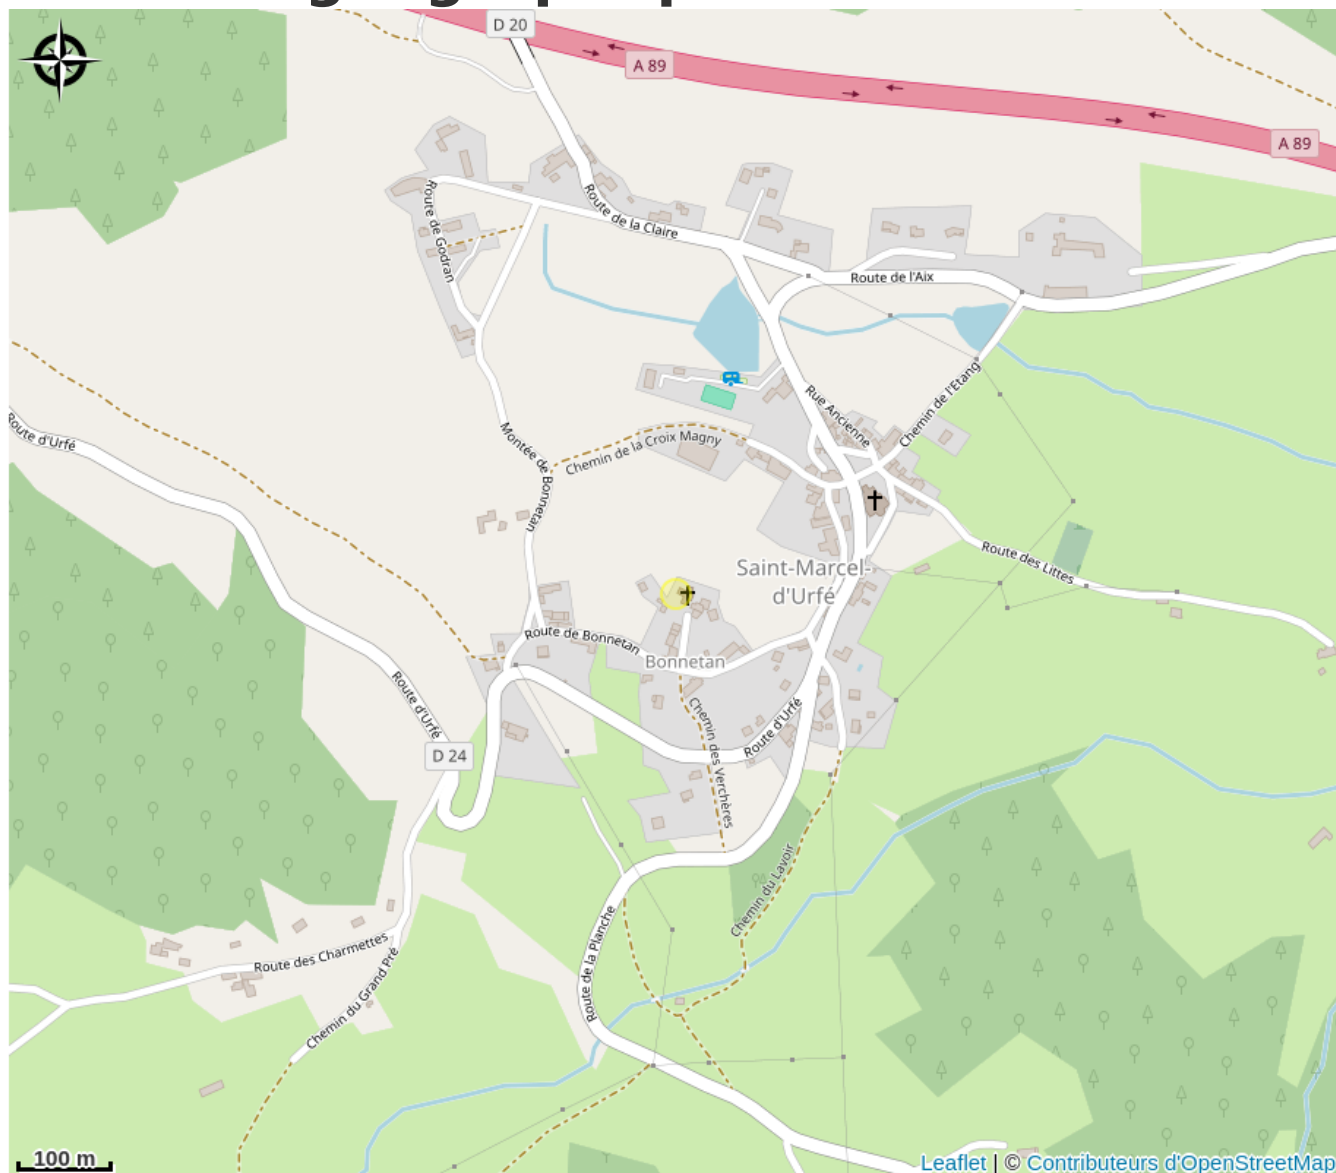 D 20
A 89
A 89
Route de la Claire
Route de Godran
Route de l'Aix
Rue Ancienne
Chemin de l'Etang
Montée de Bonnetan
Chemin de la Croix Magny
Route d'Urfé
Route des Littes
Saint-Marcel-
d'Urfé
Route de Bonnetan
Bonnetan
Route d'Urfé
Chemin des Verchères
Route d'Urfé
D 24
Chemin du Lavoir
Route de la Planche
Route des Charmettes
Chemin du Grand Pré
100 m
Leaflet | © Contributeurs d'OpenStreetMap